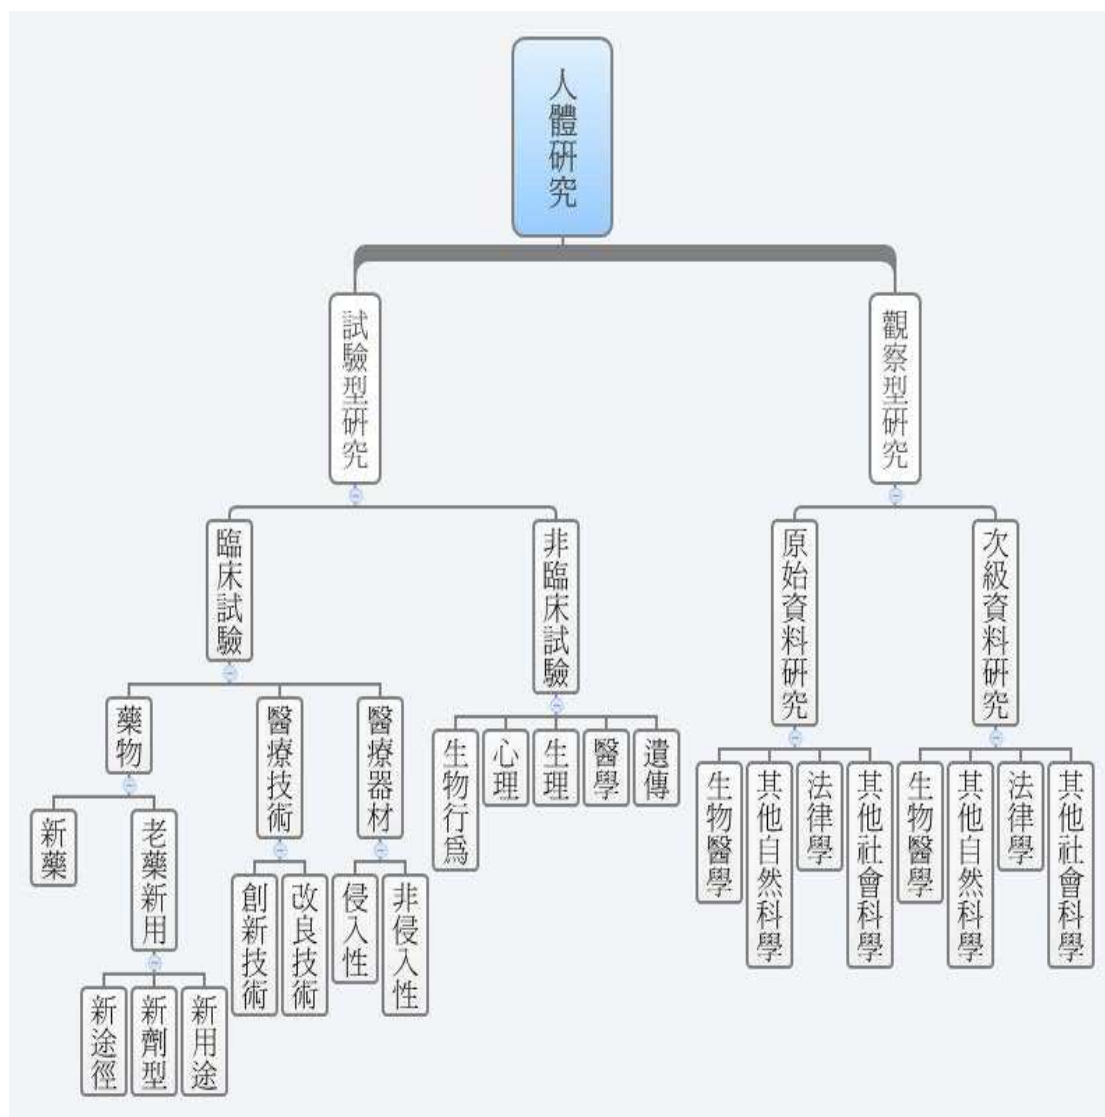 人體研究
試驗型研究
觀察型研究
臨床試驗
非臨床試驗
原始資料研究
次級資料研究
藥物
醫療技術
醫療器材
生物行為
心理
生理
醫學
遺傳
生物醫學
其他自然科學
法律學
其他社會科學
生物醫學
其他自然科學
法律學
其他社會科學
新藥
老藥新用
創新技術
改良技術
侵入性
非侵入性
新途徑
新劑型
新用途